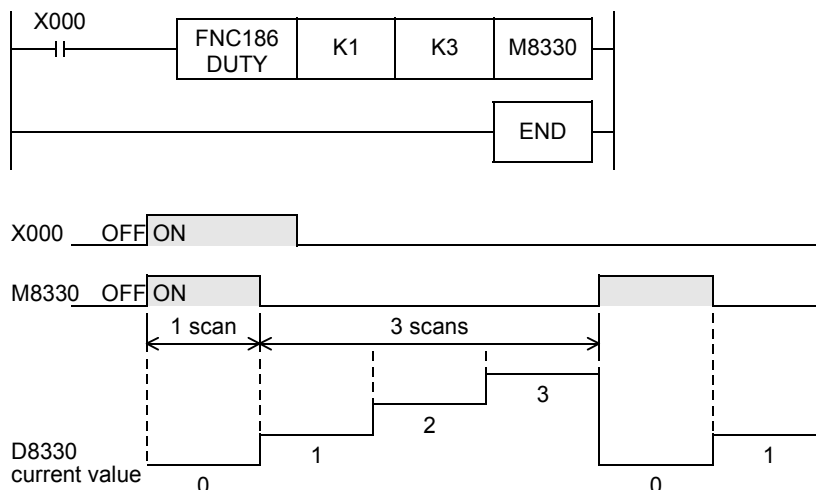 X000
FNC186
DUTY
K1
K3
M8330
END
X000 OFF ON
M8330 OFF ON
1 scan
3 scans
3
2
1
1
D8330
current value
0
0